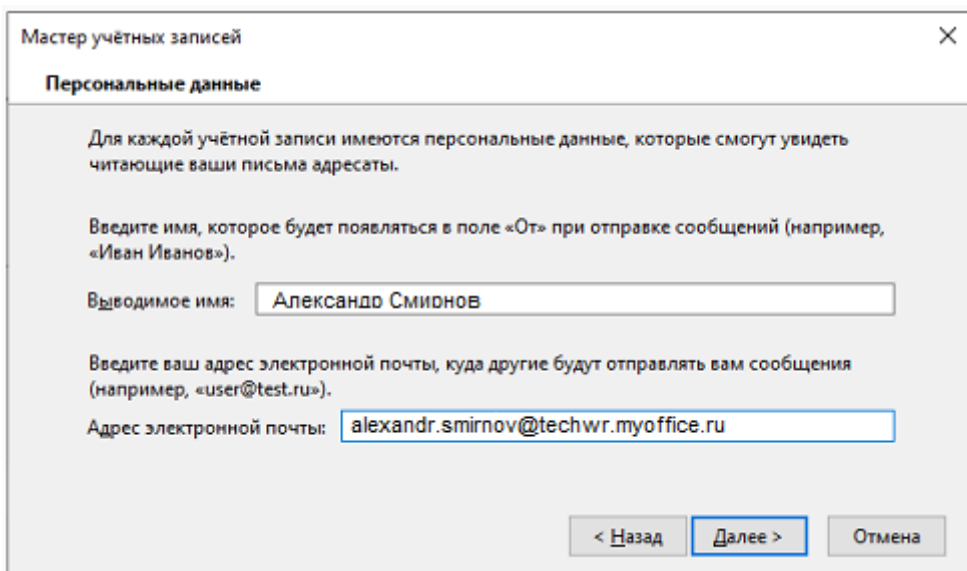 Мастер учётных записей
Персональные данные
Для каждой учётной записи имеются персональные данные, которые смогут увидеть
читающие ваши письма адресаты.
Введите имя, которое будет появляться в поле «От» при отправке сообщений (например,
«Иван Иванов»).
Выводимое имя: Александр Смирнов
Введите ваш адрес электронной почты, куда другие будут отправлять вам сообщения
(например, «user@test.ru»).
Адрес электронной почты: alexandr.smirnov@techwr.myoffice.ru
< Назад Далее > Отмена